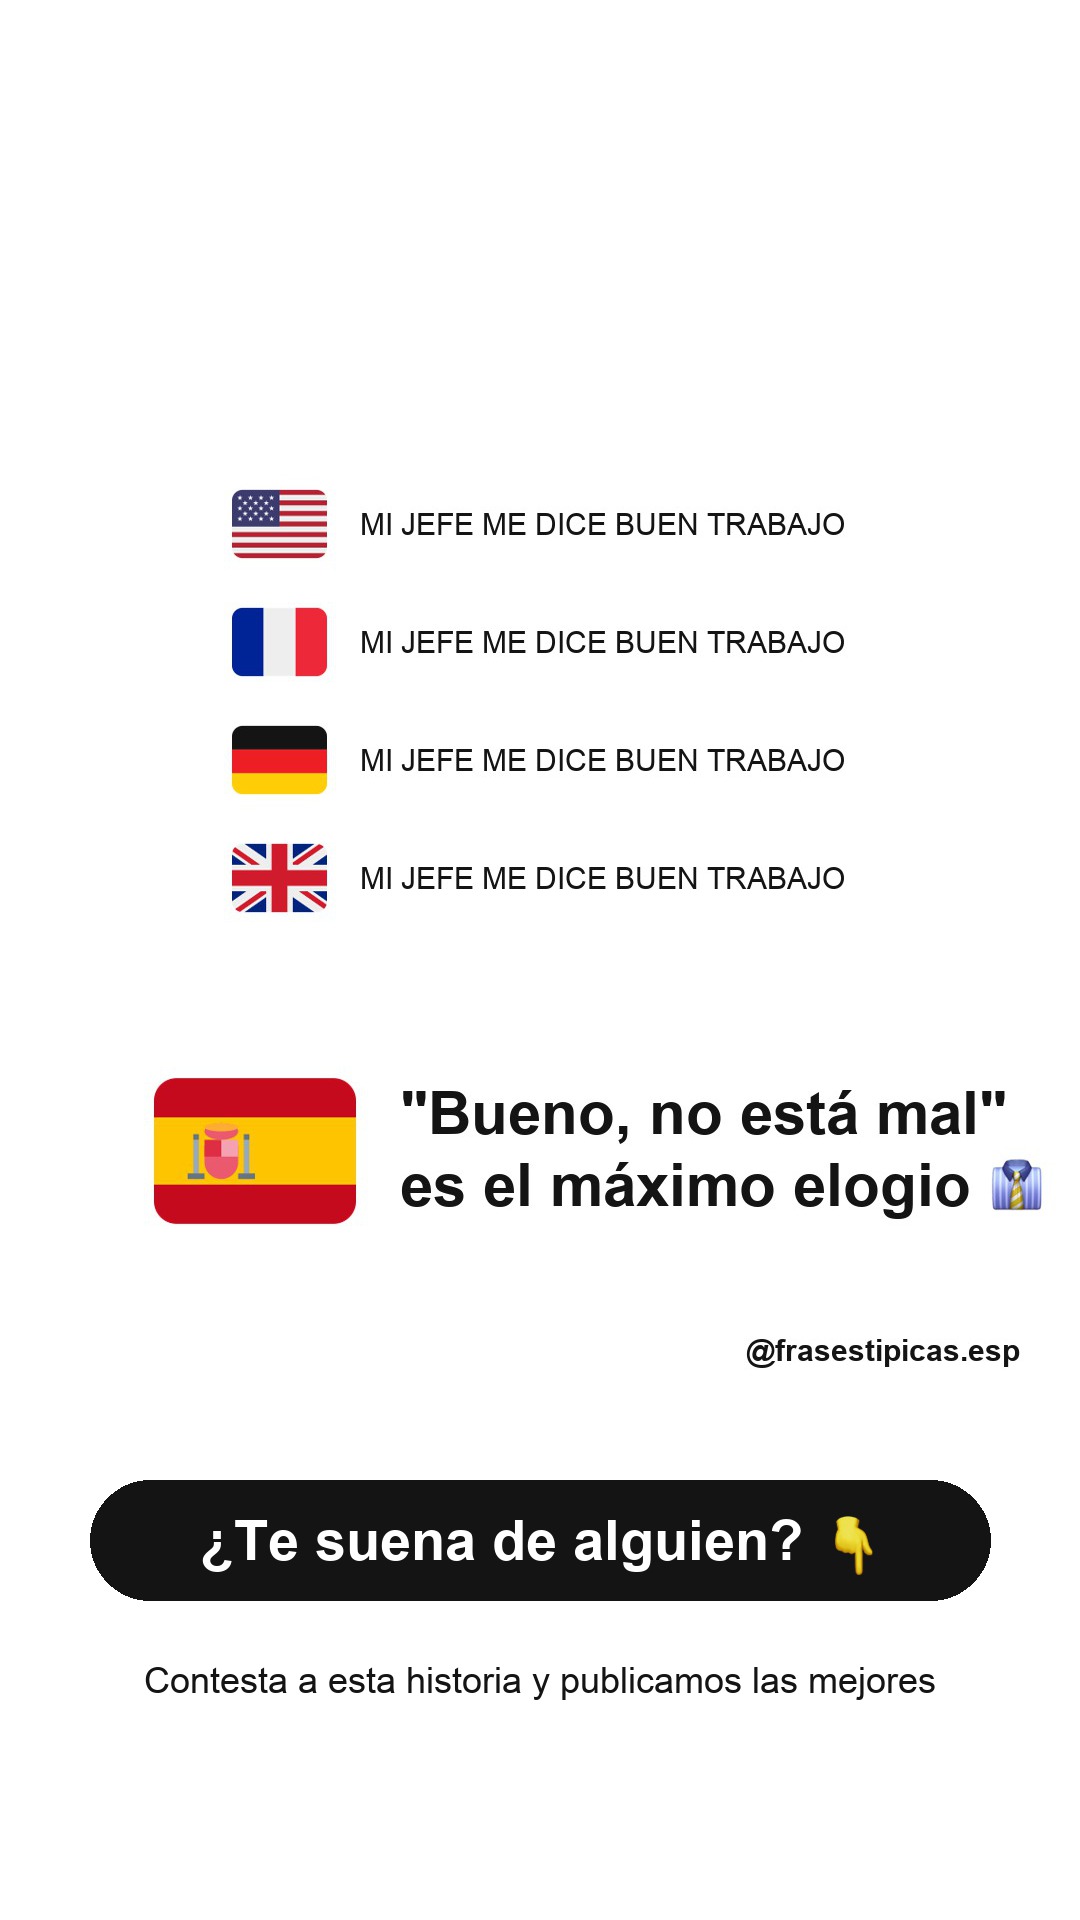 MI JEFE ME DICE BUEN TRABAJO
MI JEFE ME DICE BUEN TRABAJO
MI JEFE ME DICE BUEN TRABAJO
MI JEFE ME DICE BUEN TRABAJO
"Bueno, no está mal"
es el máximo elogio 👔
@frasestipicas.esp
¿Te suena de alguien? 👇
Contesta a esta historia y publicamos las mejores